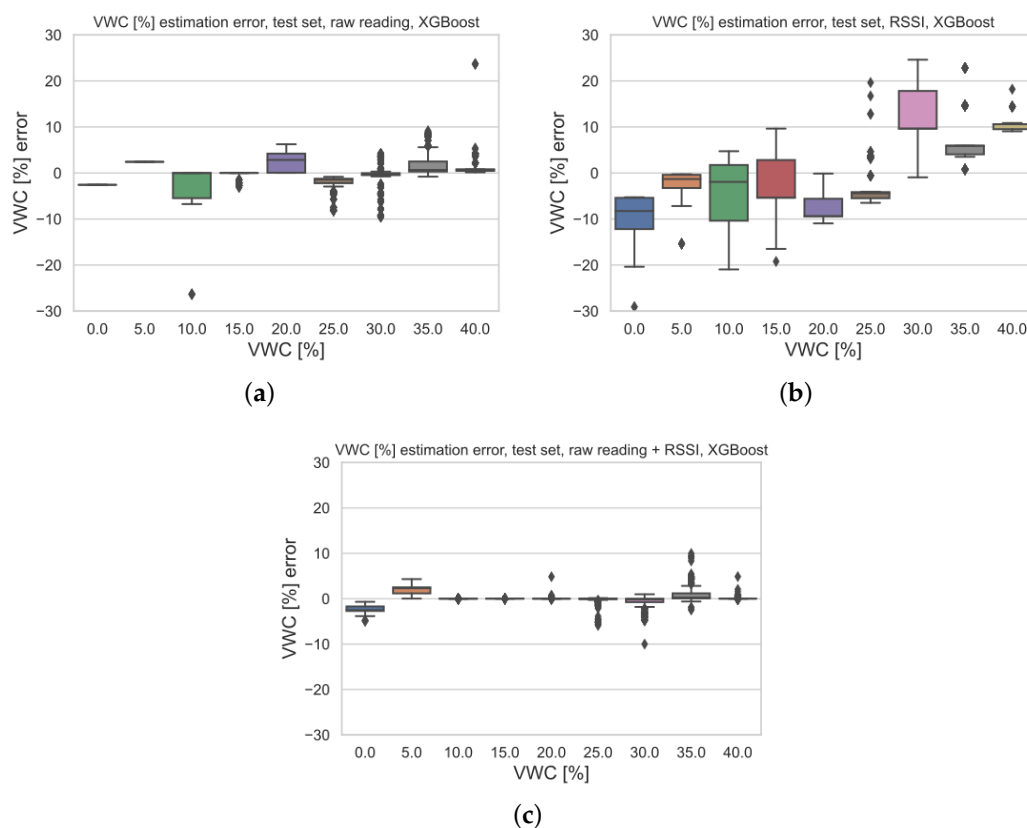 VWC [%] estimation error, test set, raw reading, XGBoost
30
20
10
0
−10
−20
−30
VWC [%] error
0.0 5.0 10.0 15.0 20.0 25.0 30.0 35.0 40.0
VWC [%]
(a)
VWC [%] estimation error, test set, RSSI, XGBoost
30
20
10
0
−10
−20
−30
VWC [%] error
0.0 5.0 10.0 15.0 20.0 25.0 30.0 35.0 40.0
VWC [%]
(b)
VWC [%] estimation error, test set, raw reading + RSSI, XGBoost
30
20
10
0
−10
−20
−30
VWC [%] error
0.0 5.0 10.0 15.0 20.0 25.0 30.0 35.0 40.0
VWC [%]
(c)